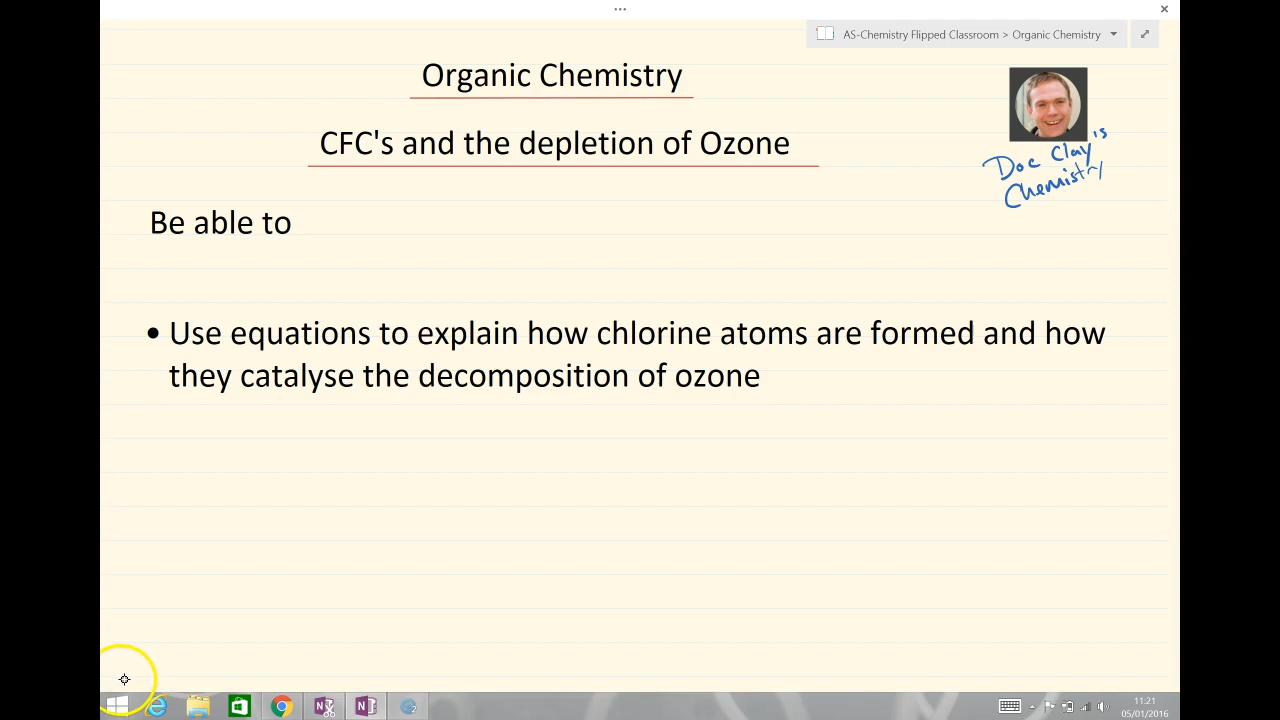 AS-Chemistry Flipped Classroom > Organic Chemistry
Organic Chemistry
CFC's and the depletion of Ozone
Doc Clay's
Chemistry
Be able to
• Use equations to explain how chlorine atoms are formed and how
they catalyse the decomposition of ozone
11:21
05/01/2016